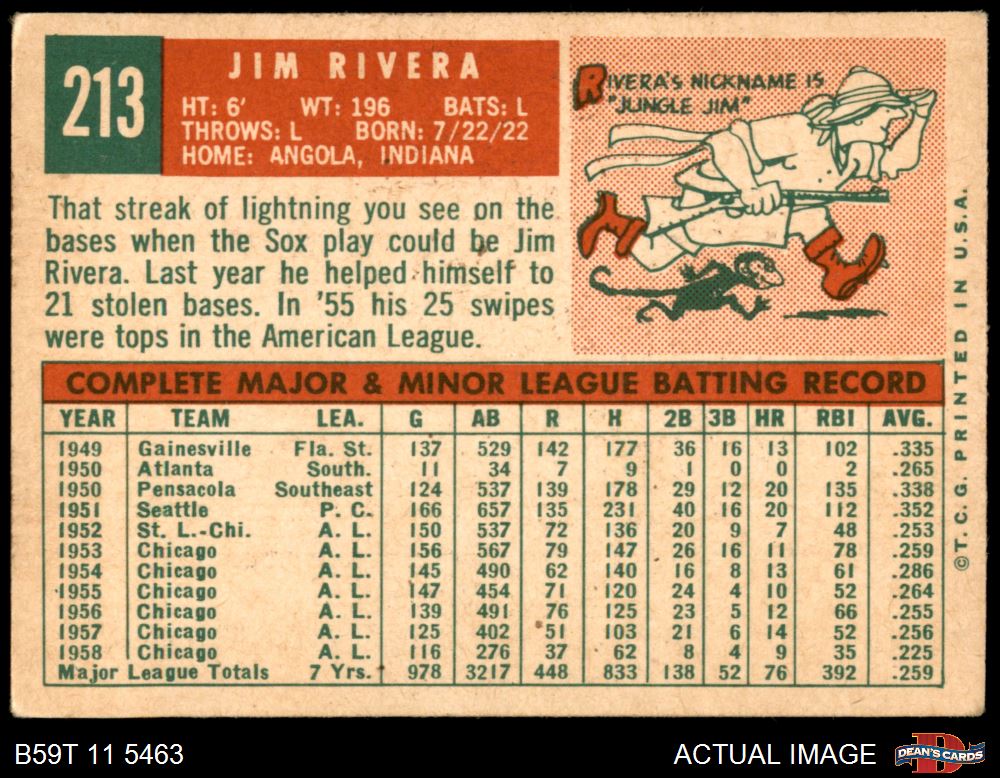 213
JIM RIVERA
HT: 6' WT: 196 BATS: L
THROWS: L BORN: 7/22/22
HOME: ANGOLA, INDIANA
RIVERA'S NICKNAME IS
"JUNGLE JIM"
That streak of lightning you see on the
bases when the Sox play could be Jim
Rivera. Last year he helped himself to
21 stolen bases. In '55 his 25 swipes
were tops in the American League.
COMPLETE MAJOR & MINOR LEAGUE BATTING RECORD
YEAR TEAM LEA. G AB R H 2B 3B HR RBI AVG.
1949 Gainesville Fla. St. 137 529 142 177 36 16 13 102 .335
1950 Atlanta South. 11 34 7 9 1 0 0 2 .265
1950 Pensacola Southeast 124 537 139 178 29 12 20 135 .338
1951 Seattle P. C. 166 657 135 231 40 16 20 112 .352
1952 St. L.-Chi. A. L. 150 537 72 136 20 9 7 48 .253
1953 Chicago A. L. 156 567 79 147 26 16 11 78 .259
1954 Chicago A. L. 145 490 62 140 16 8 13 61 .286
1955 Chicago A. L. 147 454 71 120 24 4 10 52 .264
1956 Chicago A. L. 139 491 76 125 23 5 12 66 .255
1957 Chicago A. L. 125 402 51 103 21 6 14 52 .256
1958 Chicago A. L. 116 276 37 62 8 4 9 35 .225
Major League Totals 7 Yrs. 978 3217 448 833 138 52 76 392 .259
©T. C. G. PRINTED IN U.S.A.
B59T 11 5463
ACTUAL IMAGE
D
DEAN'S CARDS